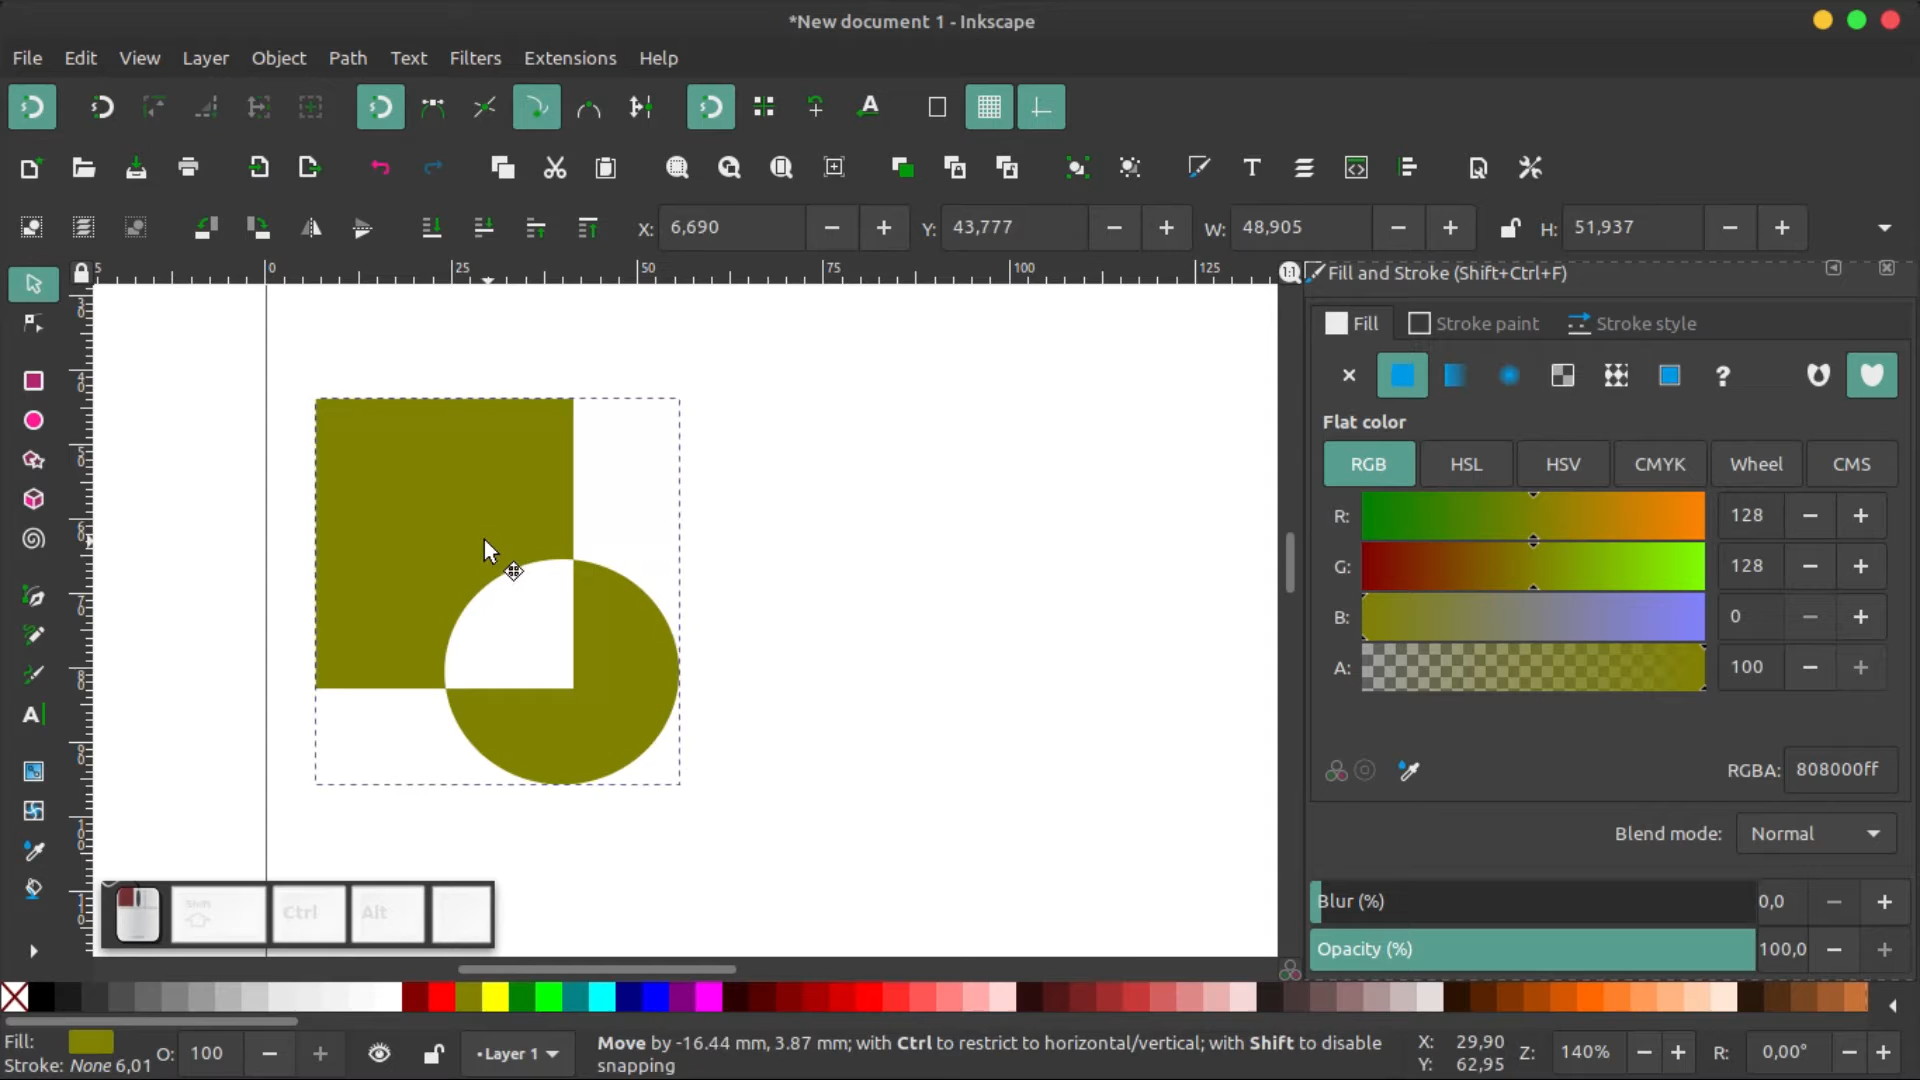 *New document 1 - Inkscape
File Edit View Layer Object Path Text Filters Extensions Help
X: 6,690 Y: 43,777 W: 48,905 H: 51,937
5 0 25 50 75 100 125 1:1
Fill and Stroke (Shift+Ctrl+F)
Fill Stroke paint Stroke style
Flat color
RGB HSL HSV CMYK Wheel CMS
R: 128
G: 128
B: 0
A: 100
RGBA: 808000ff
Blend mode: Normal
Blur (%) 0,0
Opacity (%) 100,0
Shift Ctrl Alt
Fill:
Stroke: None 6,01
O: 100
•Layer 1
Move by -16.44 mm, 3.87 mm; with Ctrl to restrict to horizontal/vertical; with Shift to disable
snapping
X: 29,90
Y: 62,95
Z: 140% R: 0,00°